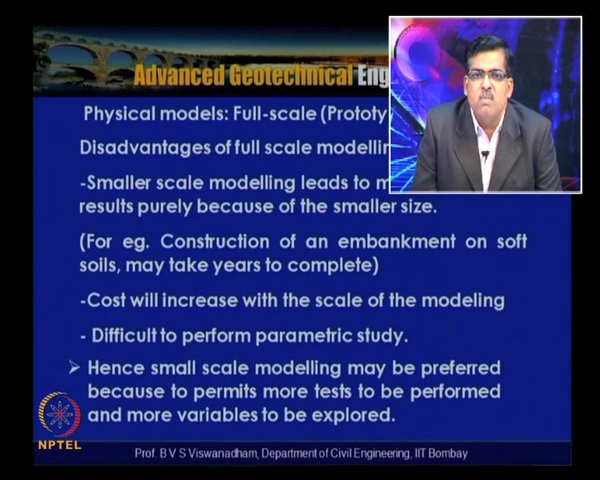 Advanced Geotechnical Eng
Physical models: Full-scale (Prototy
Disadvantages of full scale modellin
-Smaller scale modelling leads to m
results purely because of the smaller size.
(For eg. Construction of an embankment on soft
soils, may take years to complete)
-Cost will increase with the scale of the modeling
- Difficult to perform parametric study.
➢ Hence small scale modelling may be preferred
because to permits more tests to be performed
and more variables to be explored.
NPTEL
Prof. B V S Viswanadham, Department of Civil Engineering, IIT Bombay